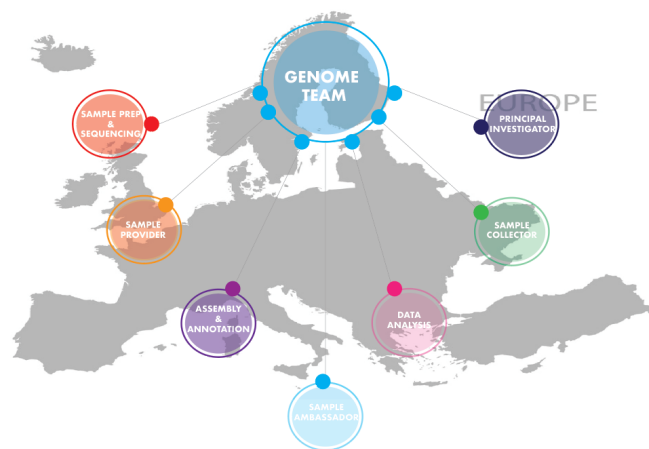 GENOME
TEAM
EUROPE
SAMPLE PREP
&
SEQUENCING
PRINCIPAL
INVESTIGATOR
SAMPLE
PROVIDER
SAMPLE
COLLECTOR
ASSEMBLY
&
ANNOTATION
DATA
ANALYSIS
SAMPLE
AMBASSADOR